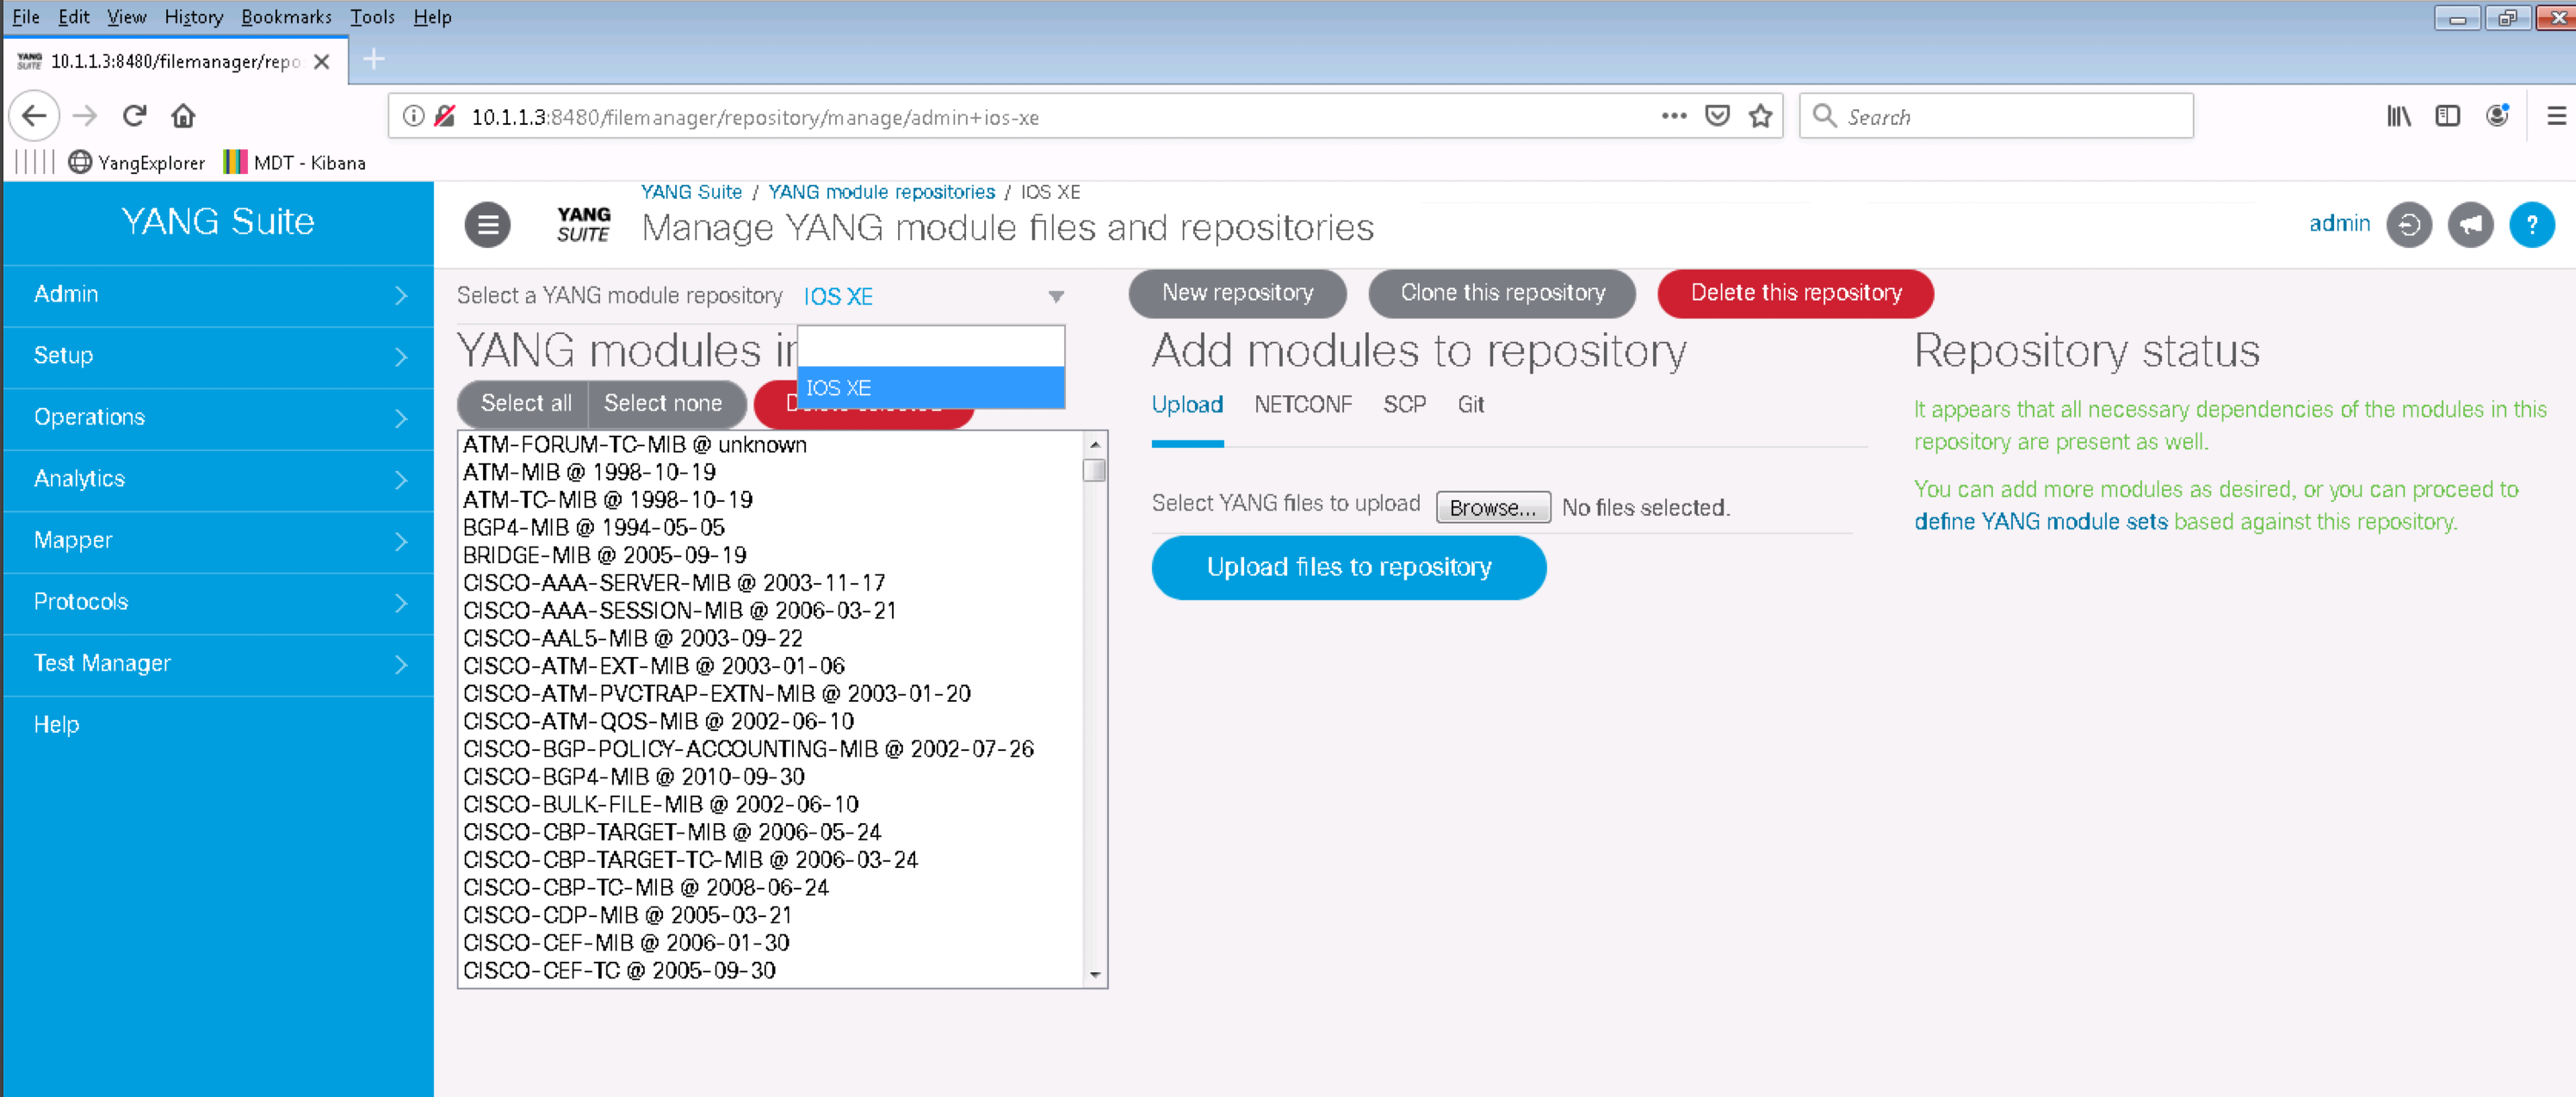 File Edit View History Bookmarks Tools Help
YANG SUITE 10.1.1.3:8480/filemanager/repo
10.1.1.3:8480/filemanager/repository/manage/admin+ios-xe
Search
YangExplorer MDT - Kibana
YANG Suite
Admin
Setup
Operations
Analytics
Mapper
Protocols
Test Manager
Help
YANG SUITE
YANG Suite / YANG module repositories / IOS XE
Manage YANG module files and repositories
admin
?
Select a YANG module repository IOS XE
IOS XE
New repository Clone this repository Delete this repository
YANG modules
Select all Select none
ATM-FORUM-TC-MIB @ unknown
ATM-MIB @ 1998-10-19
ATM-TC-MIB @ 1998-10-19
BGP4-MIB @ 1994-05-05
BRIDGE-MIB @ 2005-09-19
CISCO-AAA-SERVER-MIB @ 2003-11-17
CISCO-AAA-SESSION-MIB @ 2006-03-21
CISCO-AAL5-MIB @ 2003-09-22
CISCO-ATM-EXT-MIB @ 2003-01-06
CISCO-ATM-PVCTRAP-EXTN-MIB @ 2003-01-20
CISCO-ATM-QOS-MIB @ 2002-06-10
CISCO-BGP-POLICY-ACCOUNTING-MIB @ 2002-07-26
CISCO-BGP4-MIB @ 2010-09-30
CISCO-BULK-FILE-MIB @ 2002-06-10
CISCO-CBP-TARGET-MIB @ 2006-05-24
CISCO-CBP-TARGET-TC-MIB @ 2006-03-24
CISCO-CBP-TC-MIB @ 2008-06-24
CISCO-CDP-MIB @ 2005-03-21
CISCO-CEF-MIB @ 2006-01-30
CISCO-CEF-TC @ 2005-09-30
Add modules to repository
Upload NETCONF SCP Git
Select YANG files to upload Browse... No files selected.
Upload files to repository
Repository status
It appears that all necessary dependencies of the modules in this
repository are present as well.
You can add more modules as desired, or you can proceed to
define YANG module sets based against this repository.